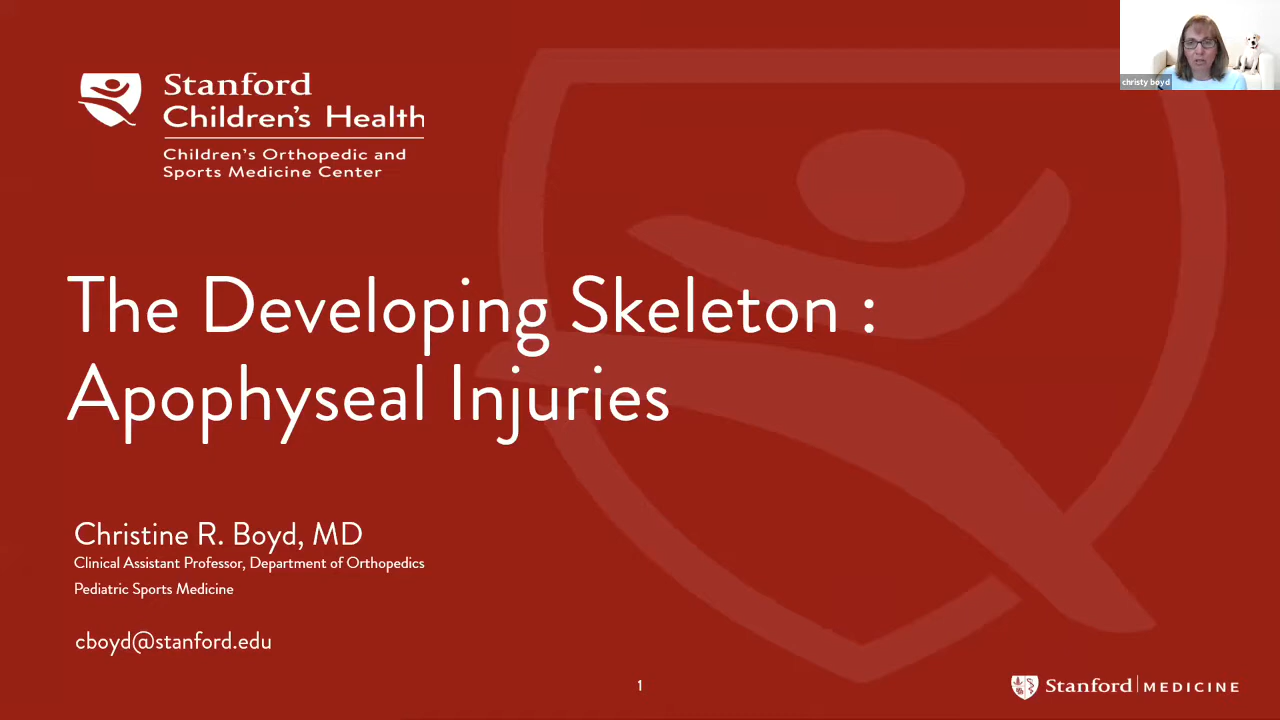 christy boyd
Stanford
Children's Health
Children's Orthopedic and
Sports Medicine Center
The Developing Skeleton :
Apophyseal Injuries
Christine R. Boyd, MD
Clinical Assistant Professor, Department of Orthopedics
Pediatric Sports Medicine
cboyd@stanford.edu
1
Stanford MEDICINE